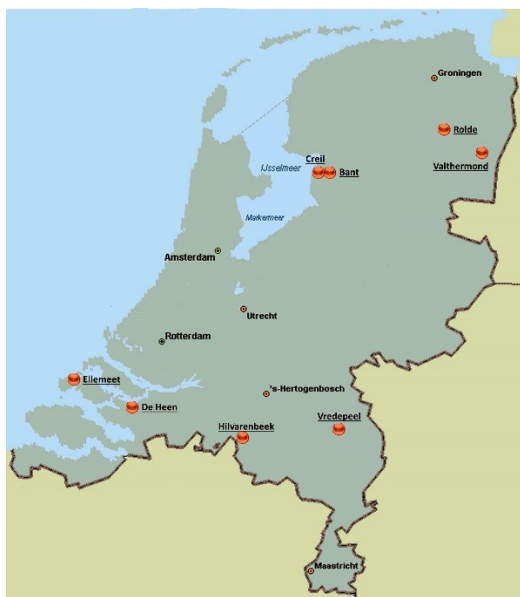 Groningen
Rolde
Creil
IJsselmeer
Bant
Valthermond
Markermeer
Amsterdam
Utrecht
Rotterdam
Ellemeet
's-Hertogenbosch
De Heen
Hilvarenbeek
Vredepeel
Maastricht